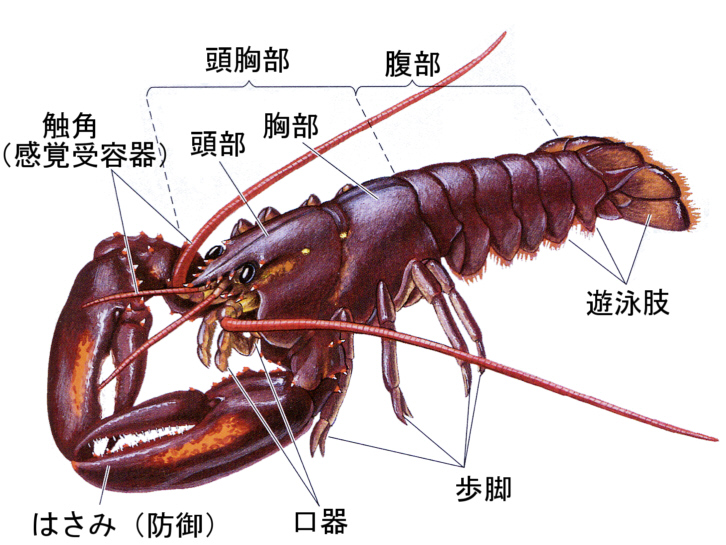 頭胸部
腹部
触角
(感覚受容器)
頭部
胸部
遊泳肢
歩脚
はさみ (防御)
口器